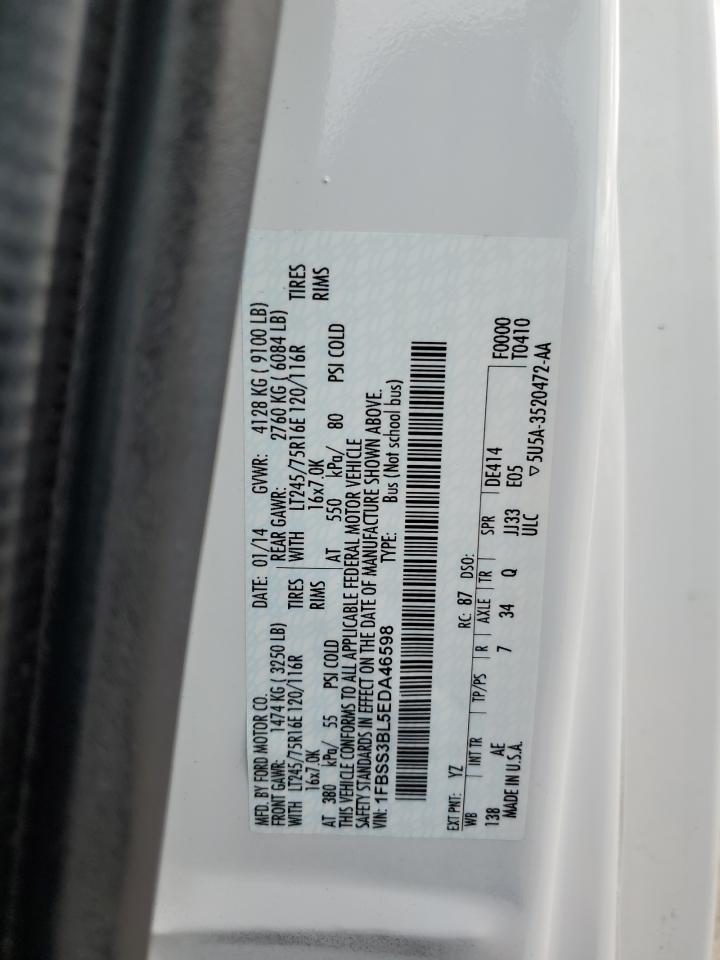 MFD. BY FORD MOTOR CO. DATE: 01/14 GVWR: 4128 KG ( 9100 LB)
FRONT GAWR: 1474 KG ( 3250 LB) REAR GAWR: 2760 KG ( 6084 LB)
WITH LT245/75R16E 120/116R TIRES WITH LT245/75R16E 120/116R TIRES
16x7.0K RIMS 16x7.0K RIMS
AT 380 kPa/ 55 PSI COLD AT 550 kPa/ 80 PSI COLD
THIS VEHICLE CONFORMS TO ALL APPLICABLE FEDERAL MOTOR VEHICLE
SAFETY STANDARDS IN EFFECT ON THE DATE OF MANUFACTURE SHOWN ABOVE.
VIN: 1FBSS3BL5EDA46598 TYPE: Bus (Not school bus)
EXT PNT: YZ RC: 87 DSO:
WB INT TR TP/PS R AXLE TR SPR DE414 F0000
138 AE 7 34 Q JJ33 E05 T0410
MADE IN U.S.A. ULC ▽5U5A-3520472-AA